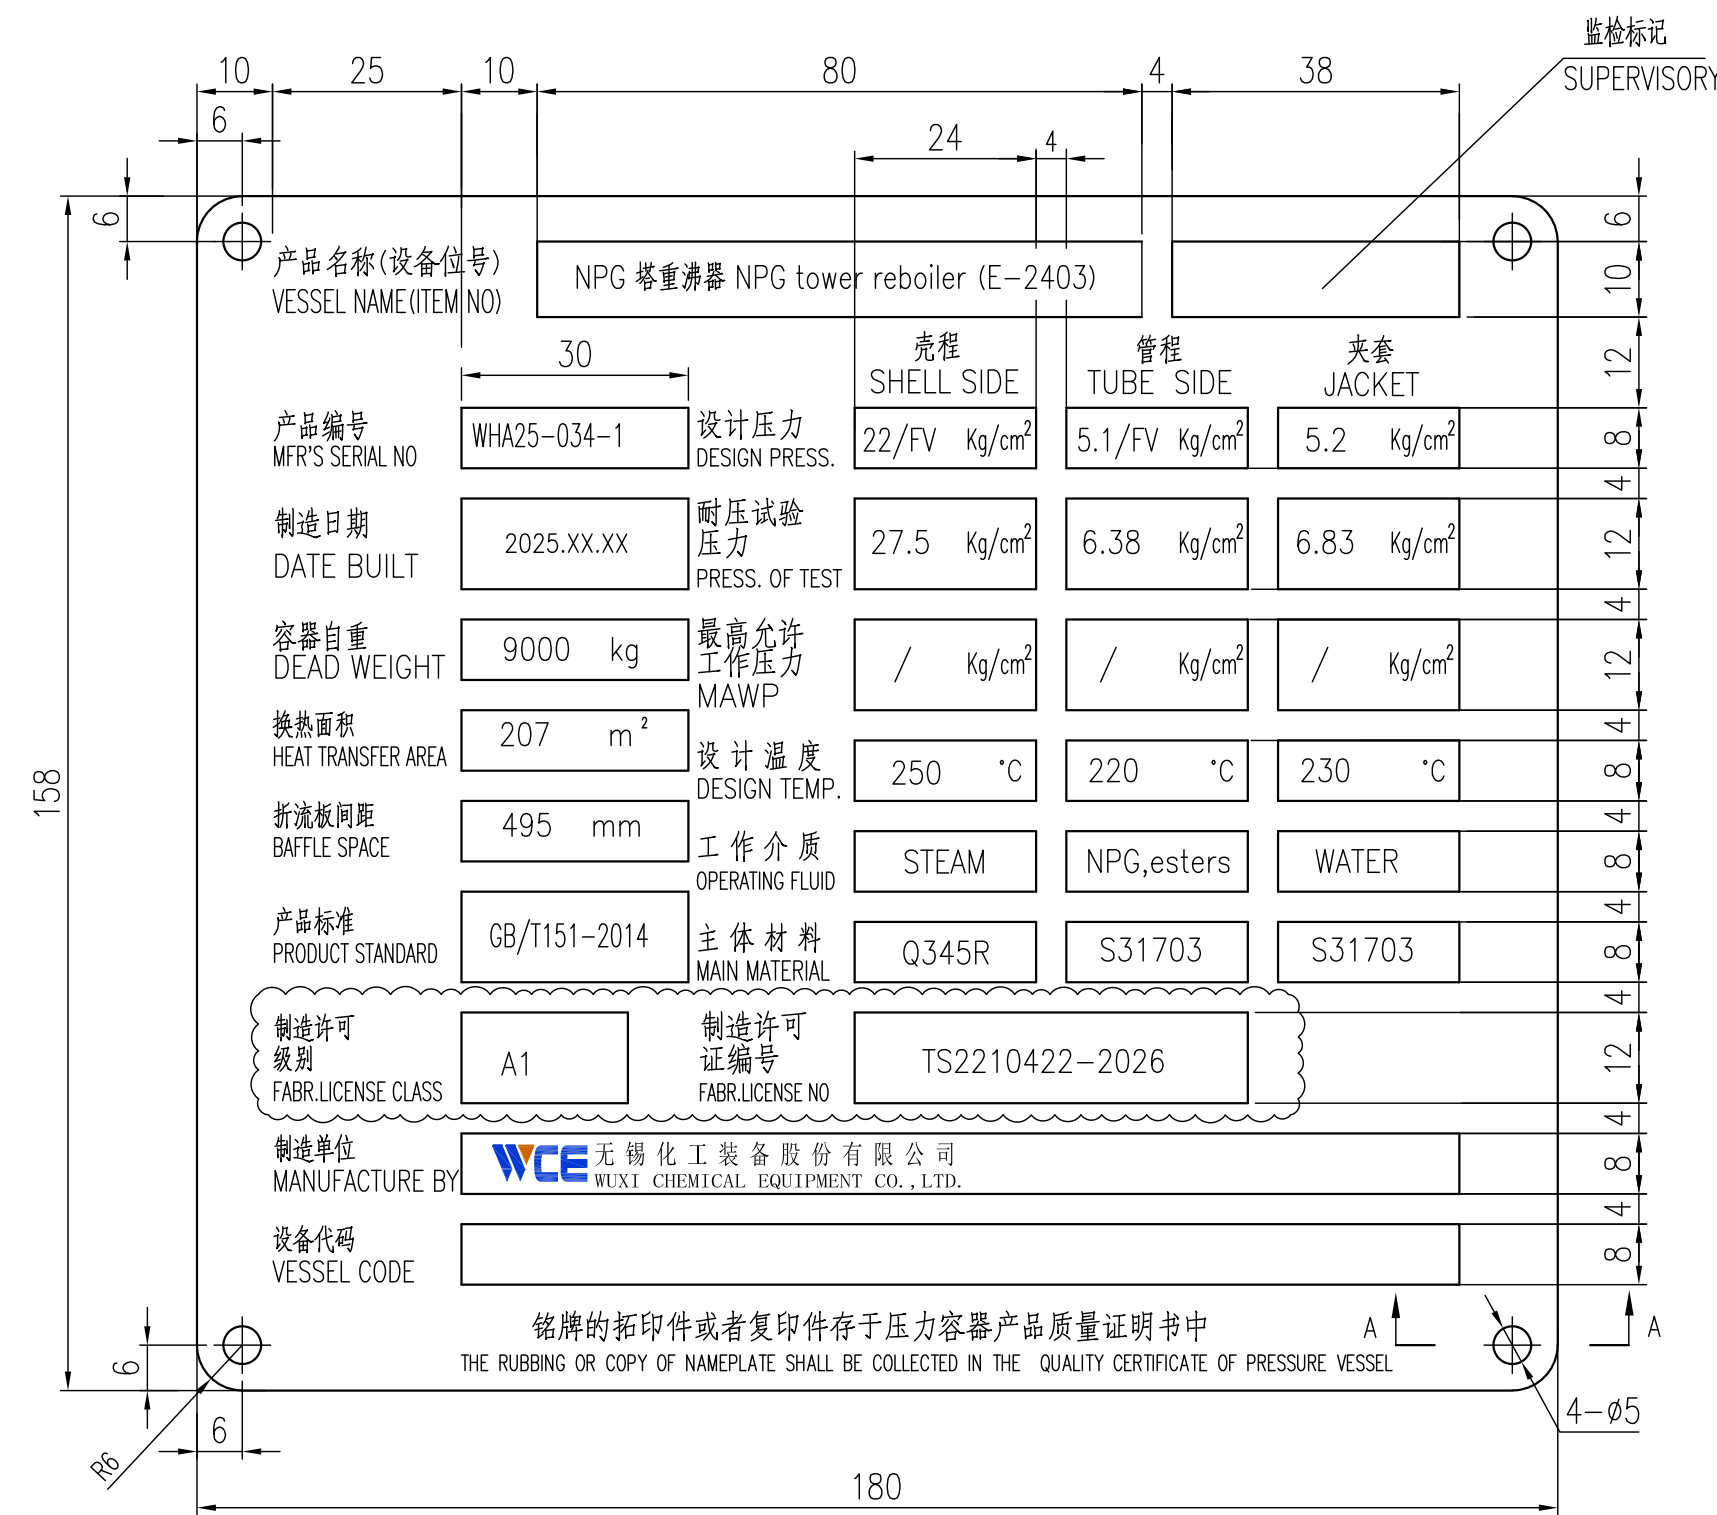 监检标记
SUPERVISORY
10 25 10 80 4 38
6 24 4
6 6
产品名称(设备位号)
VESSEL NAME(ITEM NO)
NPG 塔重沸器 NPG tower reboiler (E-2403)
10
12
30
壳程
SHELL SIDE
管程
TUBE SIDE
夹套
JACKET
产品编号
MFR'S SERIAL NO
WHA25-034-1
设计压力
DESIGN PRESS.
22/FV Kg/cm²
5.1/FV Kg/cm²
5.2 Kg/cm²
8
4
制造日期
DATE BUILT
2025.XX.XX
耐压试验
压力
PRESS. OF TEST
27.5 Kg/cm²
6.38 Kg/cm²
6.83 Kg/cm²
12
4
容器自重
DEAD WEIGHT
9000 kg
最高允许
工作压力
MAWP
/ Kg/cm²
/ Kg/cm²
/ Kg/cm²
12
4
换热面积
HEAT TRANSFER AREA
207 m²
设计温度
DESIGN TEMP.
250 °C
220 °C
230 °C
8
4
158
折流板间距
BAFFLE SPACE
495 mm
工作介质
OPERATING FLUID
STEAM
NPG,esters
WATER
8
4
产品标准
PRODUCT STANDARD
GB/T151-2014
主体材料
MAIN MATERIAL
Q345R
S31703
S31703
8
4
制造许可
级别
FABR.LICENSE CLASS
A1
制造许可
证编号
FABR.LICENSE NO
TS2210422-2026
12
4
制造单位
MANUFACTURE BY
WCE
无锡化工装备股份有限公司
WUXI CHEMICAL EQUIPMENT CO.,LTD.
8
4
设备代码
VESSEL CODE
8
铭牌的拓印件或者复印件存于压力容器产品质量证明书中
THE RUBBING OR COPY OF NAMEPLATE SHALL BE COLLECTED IN THE QUALITY CERTIFICATE OF PRESSURE VESSEL
A A
6
4-ø5
6
R6
180